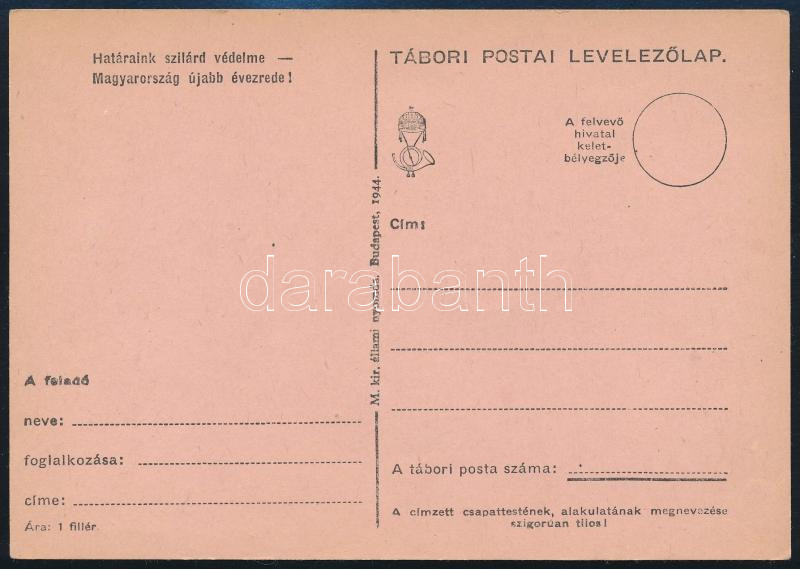 Határaink szilárd védelme —
Magyarország újabb évezrede!
A feladó
neve:
foglalkozása:
címe:
Ára: 1 fillér.
M. kir. állami nyomda, Budapest, 1944.
TÁBORI POSTAI LEVELEZŐLAP.
A felvevő
hivatal
kelet-
bélyegzője
Cím:
A tábori posta száma:
A címzett csapattestének, alakulatának megnevezése
szigorúan tilos!
darabanth